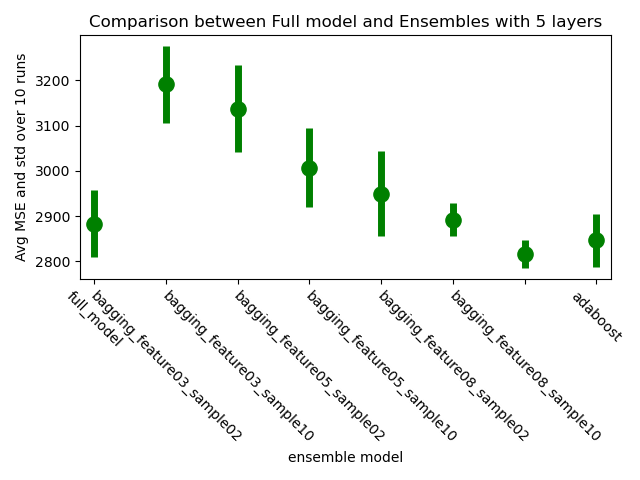 Comparison between Full model and Ensembles with 5 layers
Avg MSE and std over 10 runs
3200
3100
3000
2900
2800
full_model
bagging_feature03_sample02
bagging_feature03_sample10
bagging_feature05_sample02
bagging_feature05_sample10
bagging_feature08_sample02
bagging_feature08_sample10
adaboost
ensemble model